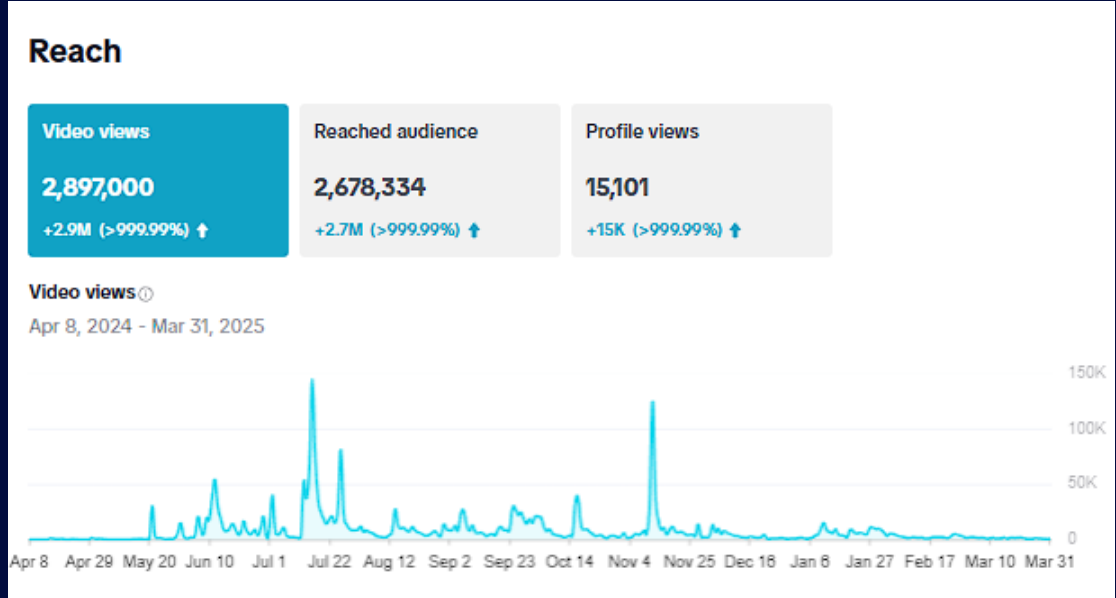 Reach
Video views
2,897,000
+2.9M (>999.99%)
Reached audience
2,678,334
+2.7M (>999.99%)
Profile views
15,101
+15K (>999.99%)
Video views
Apr 8, 2024 - Mar 31, 2025
150K
100K
50K
0
Apr 8 Apr 29 May 20 Jun 10 Jul 1 Jul 22 Aug 12 Sep 2 Sep 23 Oct 14 Nov 4 Nov 25 Dec 16 Jan 6 Jan 27 Feb 17 Mar 10 Mar 31